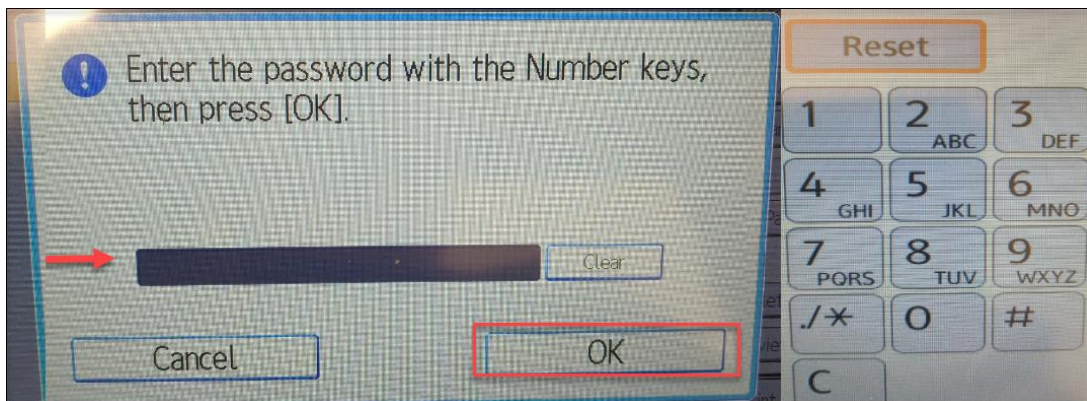 Enter the password with the Number keys,
then press [OK].
Clear
Cancel
OK
Reset
1
2 ABC
3 DEF
4 GHI
5 JKL
6 MNO
7 PQRS
8 TUV
9 WXYZ
./*
0
#
C